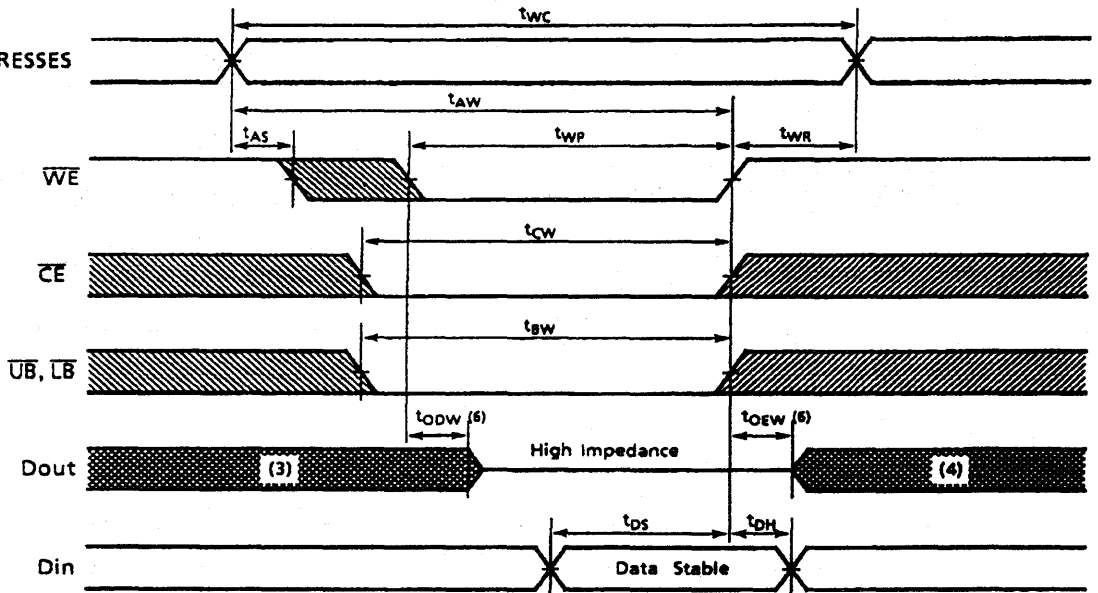 tWC
RESSES
tAW
tAS
tWP
tWR
WE
tCW
CE
tBW
UB, LB
tODW (6)
tOEW (6)
Dout
(3)
High Impedance
(4)
tDS
tDH
Din
Data Stable